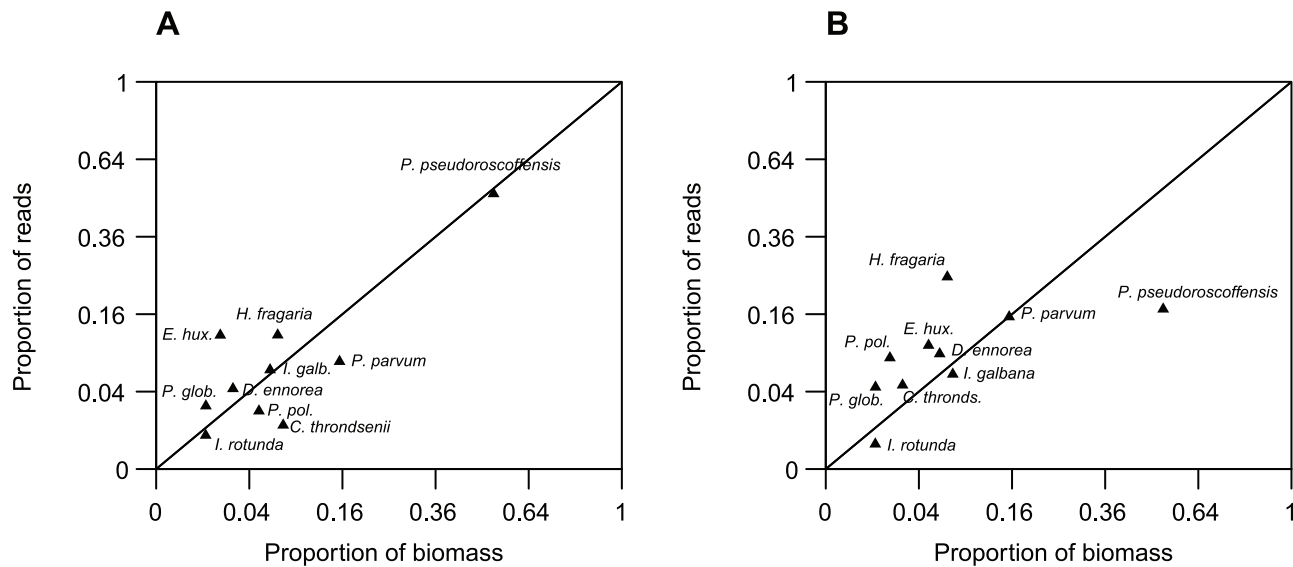 A
Proportion of reads
1
0.64
0.36
0.16
0.04
0
P. pseudoroscoffensis
H. fragaria
E. hux.
P. parvum
I. galb.
D. ennorea
P. glob.
P. pol.
C. throndsenii
I. rotunda
0 0.04 0.16 0.36 0.64 1
Proportion of biomass
B
Proportion of reads
1
0.64
0.36
0.16
0.04
0
H. fragaria
P. pseudoroscoffensis
P. parvum
E. hux.
P. pol.
D. ennorea
I. galbana
P. glob.
C. thronds.
I. rotunda
0 0.04 0.16 0.36 0.64 1
Proportion of biomass